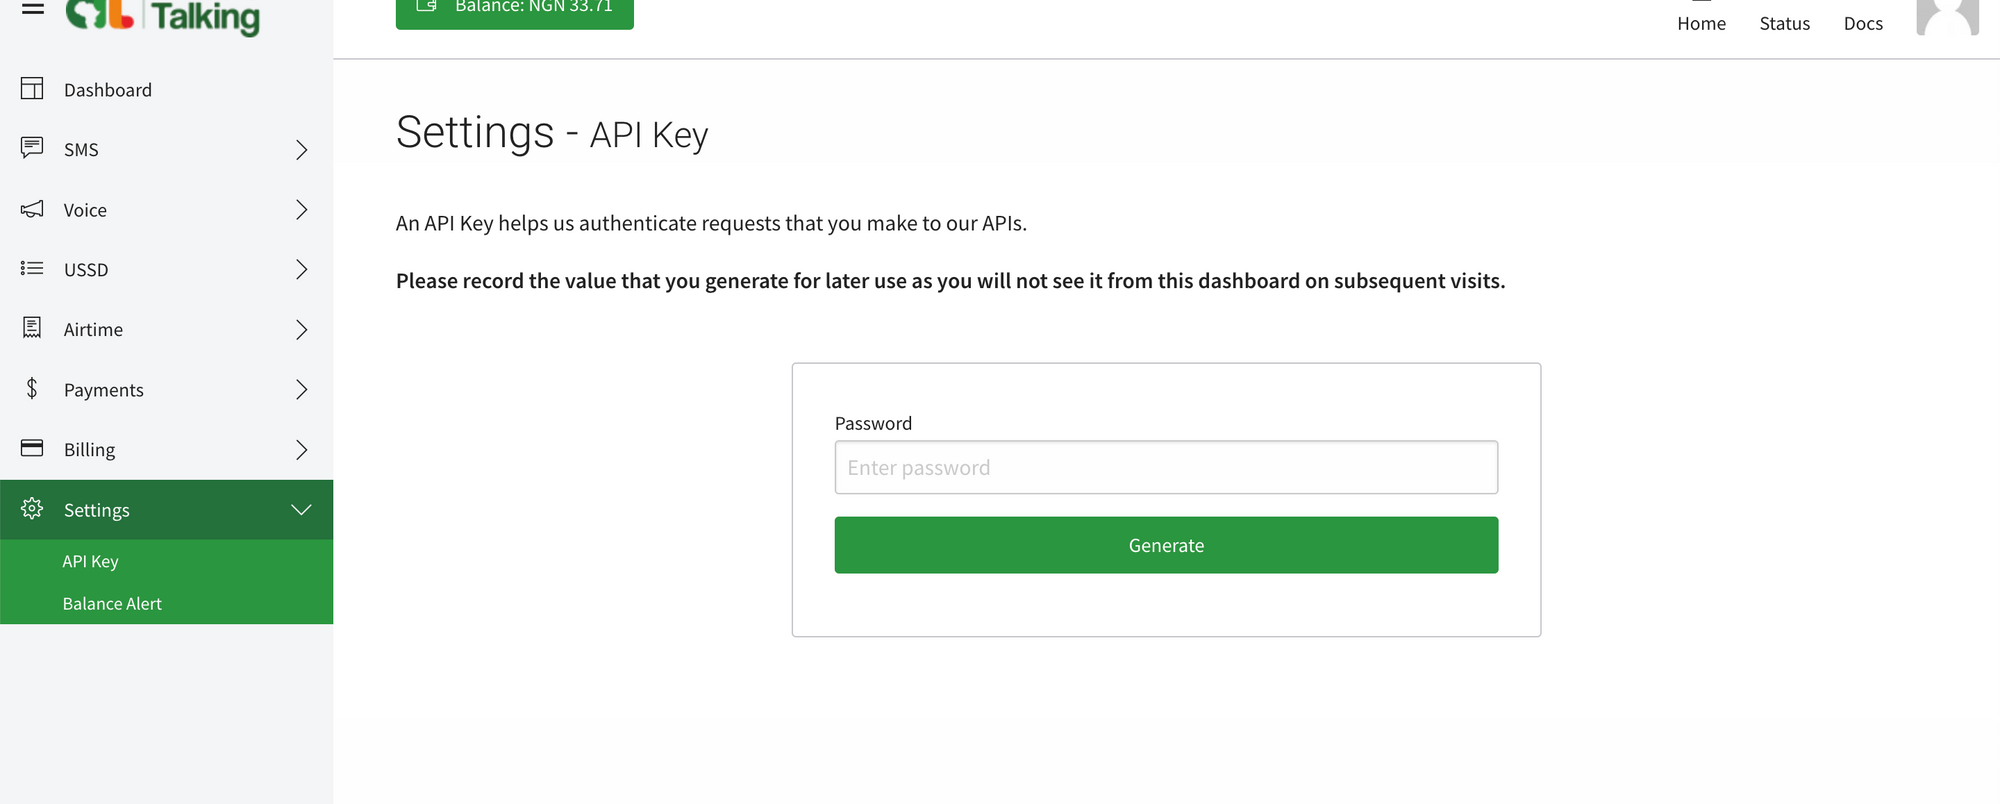 Talking
Balance: NGN 33.71
Home
Status
Docs
Dashboard
SMS
Voice
USSD
Airtime
Payments
Billing
Settings
API Key
Balance Alert
Settings - API Key
An API Key helps us authenticate requests that you make to our APIs.
Please record the value that you generate for later use as you will not see it from this dashboard on subsequent visits.
Password
Enter password
Generate